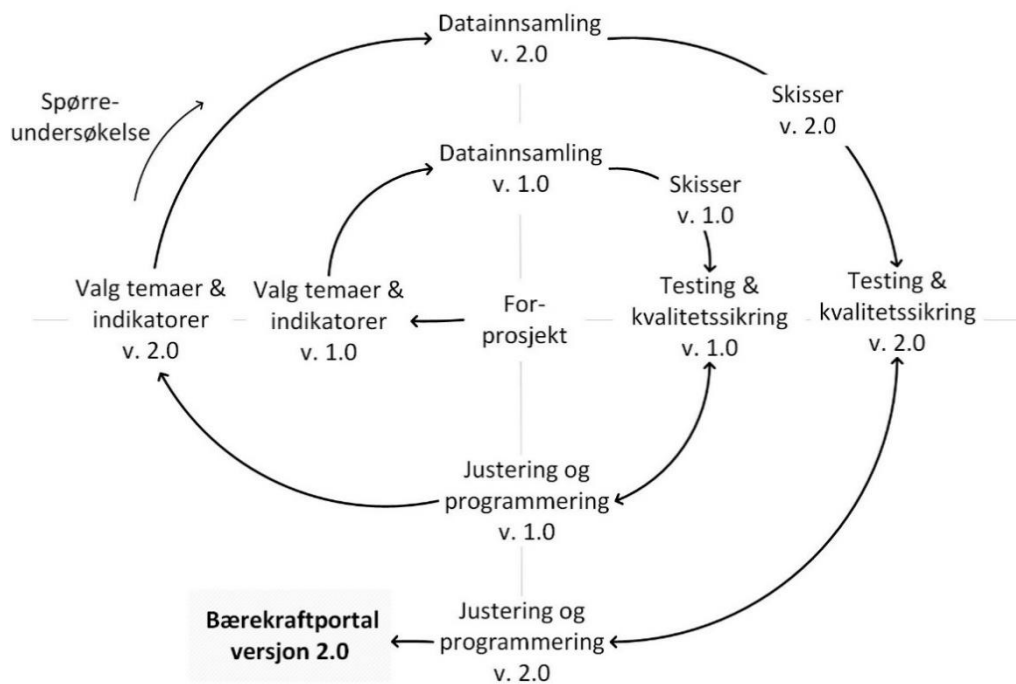 Datainnsamling
v. 2.0
Spørre-
undersøkelse
Skisser
v. 2.0
Datainnsamling
v. 1.0
Skisser
v. 1.0
Valg temaer &
indikatorer
v. 2.0
Valg temaer &
indikatorer
v. 1.0
For-
prosjekt
Testing &
kvalitetssikring
v. 1.0
Testing &
kvalitetssikring
v. 2.0
Justering og
programmering
v. 1.0
Bærekraftportal
versjon 2.0
Justering og
programmering
v. 2.0